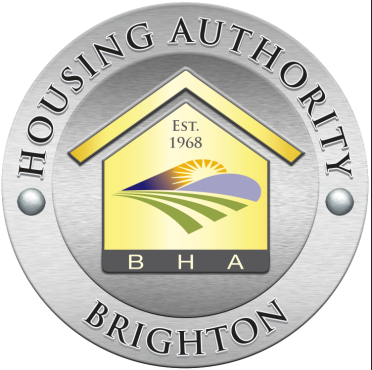 HOUSING AUTHORITY
EST.
1968
BHA
BRIGHTON